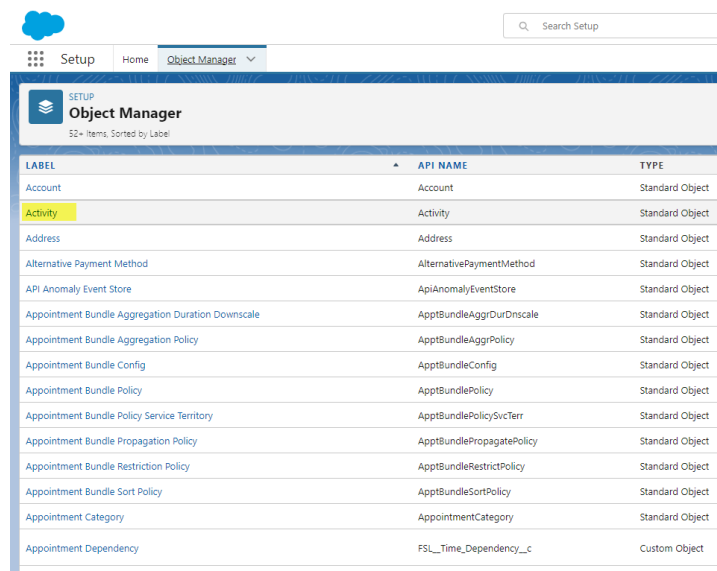 Search Setup
Setup Home Object Manager
SETUP
Object Manager
52+ Items, Sorted by Label
LABEL API NAME TYPE
Account Account Standard Object
Activity Activity Standard Object
Address Address Standard Object
Alternative Payment Method AlternativePaymentMethod Standard Object
API Anomaly Event Store ApiAnomalyEventStore Standard Object
Appointment Bundle Aggregation Duration Downscale ApptBundleAggrDurDnscale Standard Object
Appointment Bundle Aggregation Policy ApptBundleAggrPolicy Standard Object
Appointment Bundle Config ApptBundleConfig Standard Object
Appointment Bundle Policy ApptBundlePolicy Standard Object
Appointment Bundle Policy Service Territory ApptBundlePolicySvcTerr Standard Object
Appointment Bundle Propagation Policy ApptBundlePropagatePolicy Standard Object
Appointment Bundle Restriction Policy ApptBundleRestrictPolicy Standard Object
Appointment Bundle Sort Policy ApptBundleSortPolicy Standard Object
Appointment Category AppointmentCategory Standard Object
Appointment Dependency FSL__Time_Dependency__c Custom Object